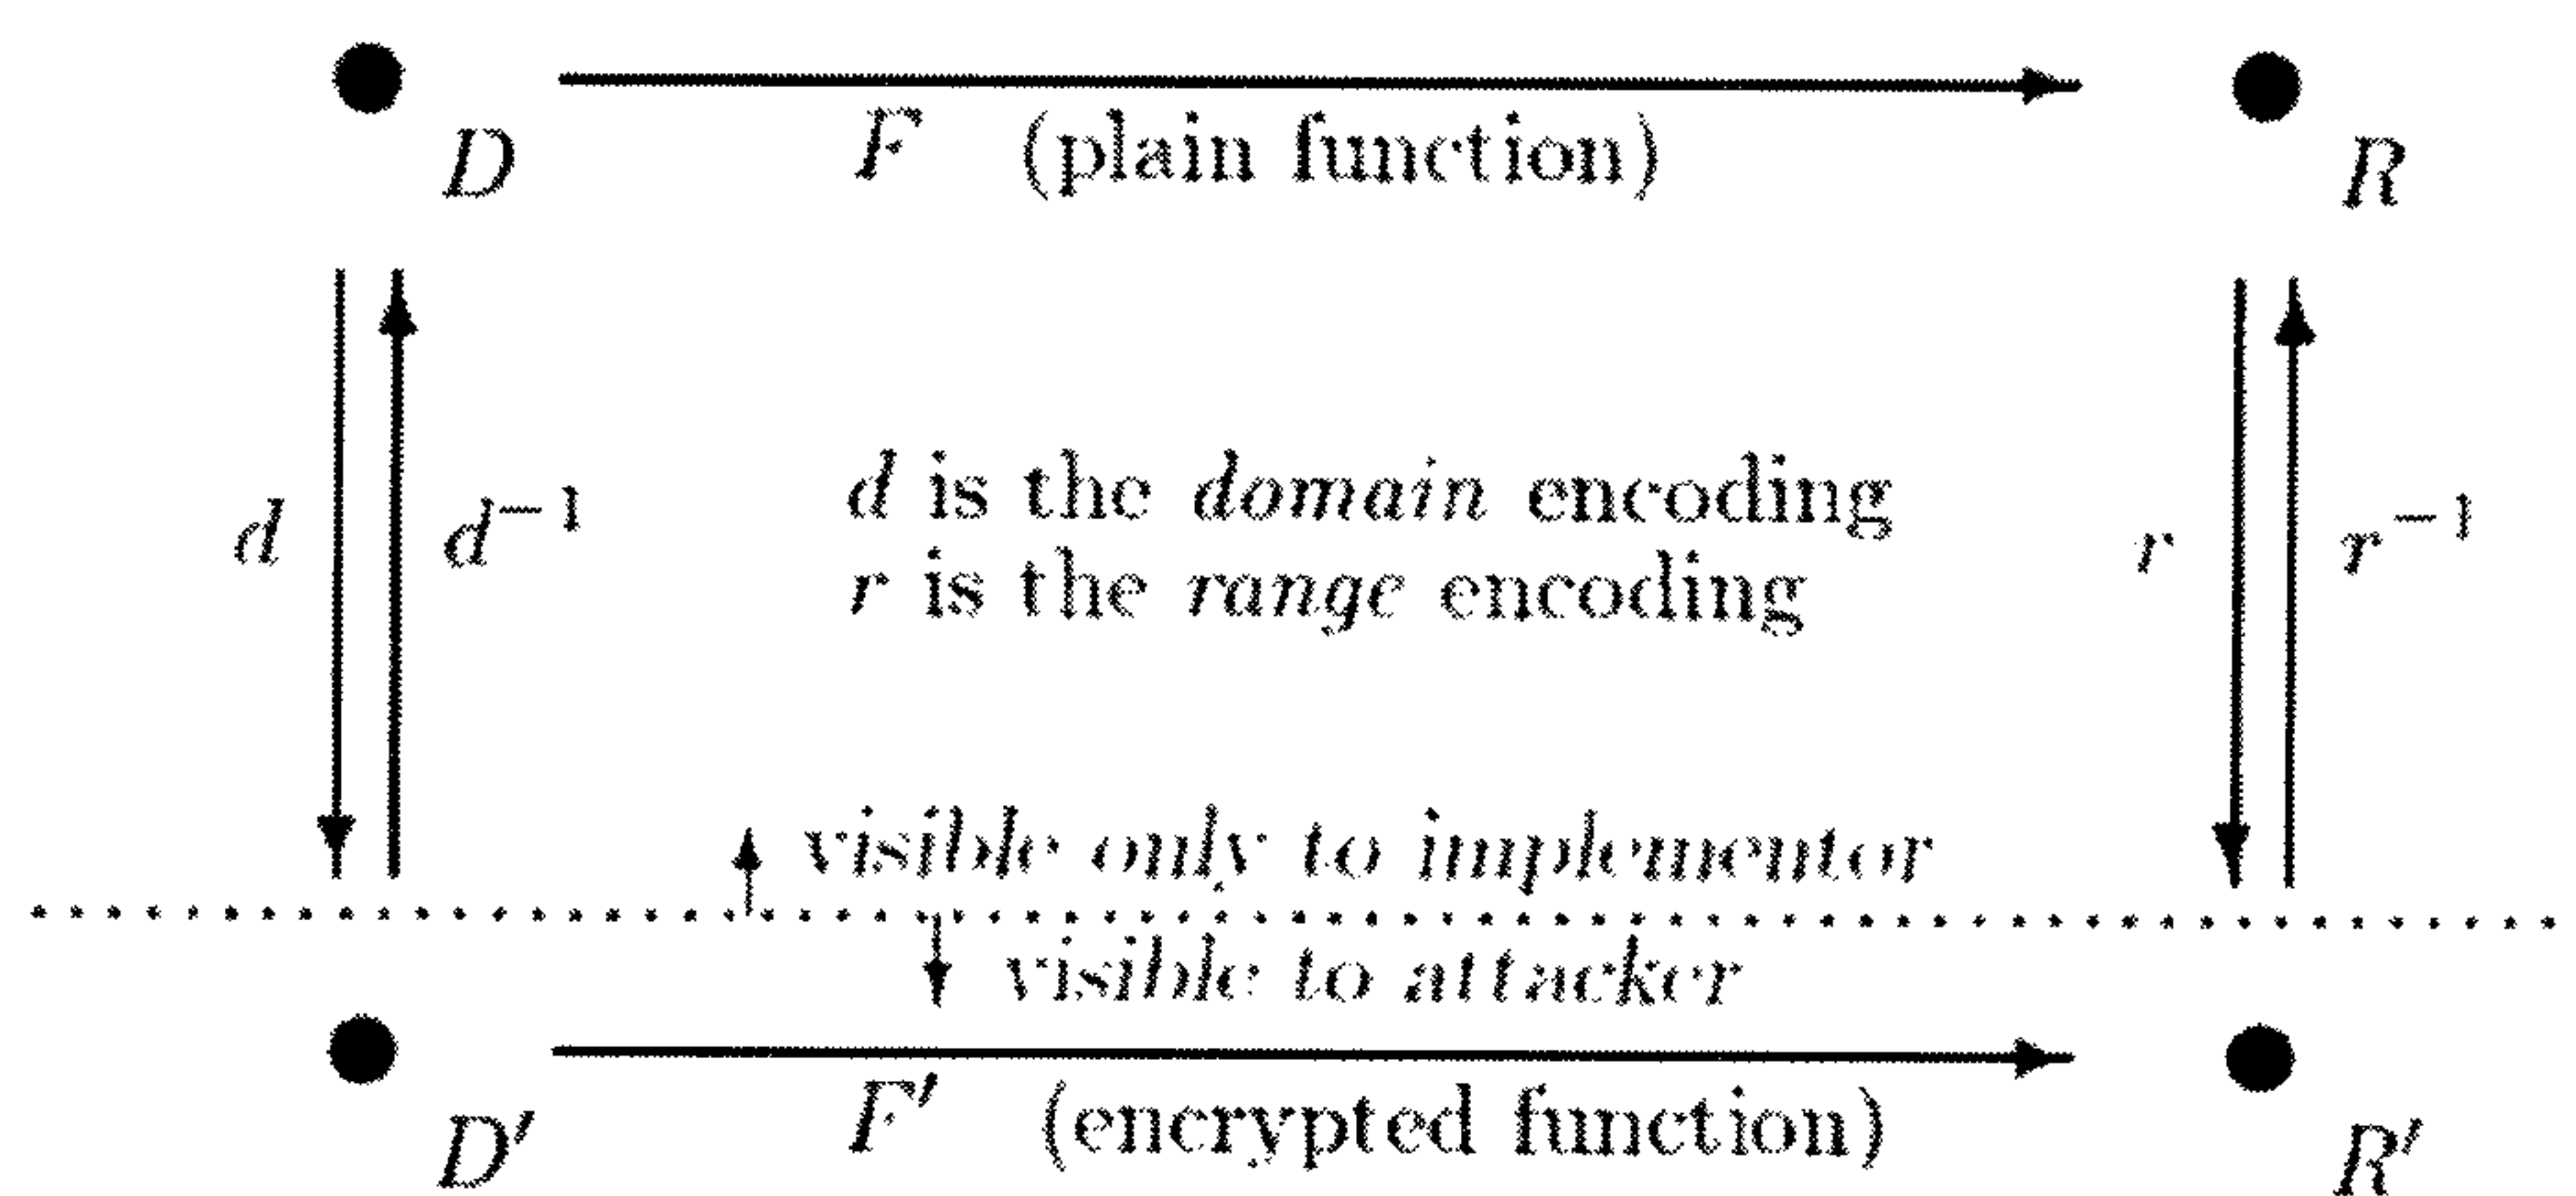 F (plain function)
D
R
d
d⁻¹
d is the domain encoding
r is the range encoding
r
r⁻¹
visible only to implementor
visible to attacker
F′ (encrypted function)
D′
R′